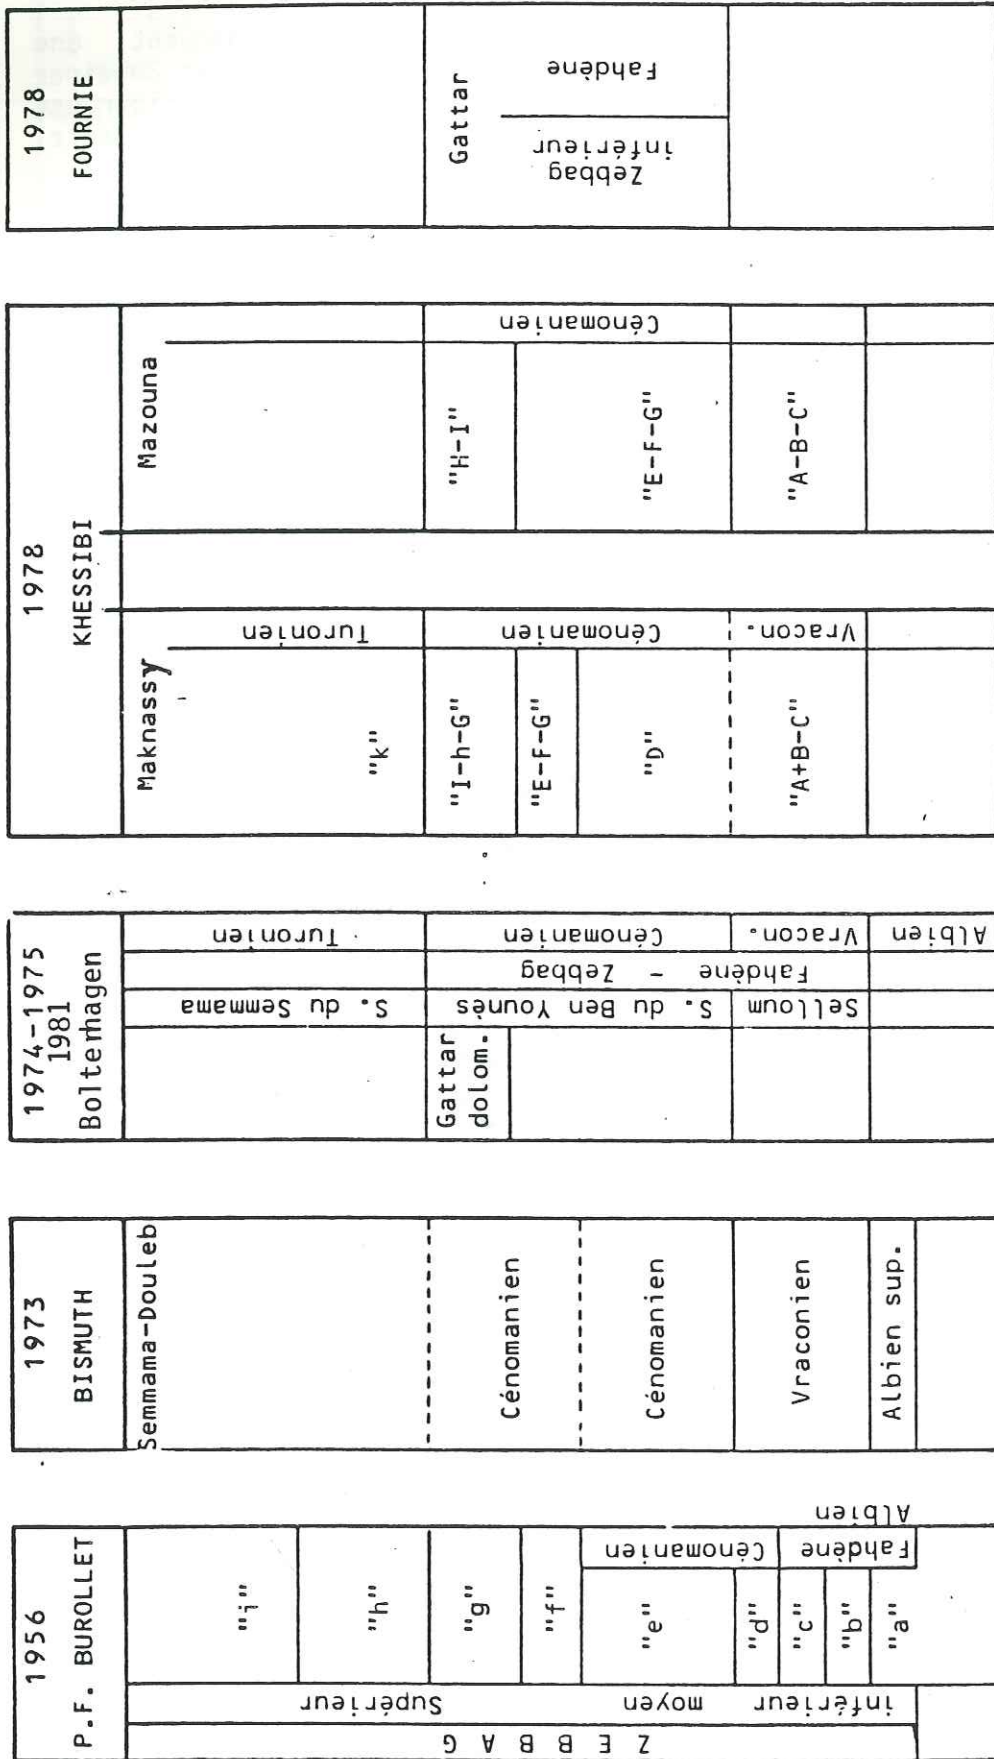 1956
P.F. BUROLLET
ZEBBAG
Supérieur
moyen
inférieur
"i"
"h"
"g"
"f"
"e"
"d"
"c"
"b"
"a"
Cénomanien
Fahdène
Albien
1973
BISMUTH
Semmama-Douleb
Cénomanien
Cénomanien
Vraconien
Albien sup.
1974-1975
1981
Boltenhagen
Gattar
dolom.
S. du Semmama
S. du Ben Younés
Selloum
Fahdène - Zebbag
Turonien
Cénomanien
Vracon.
Albien
1978
KHESSIBI
Maknassy
"k"
"I-h-G"
"E-F-G"
"D"
"A+B-C"
Turonien
Cénomanien
Vracon.
Mazouna
"H-I"
"E-F-G"
"A-B-C"
Cénomanien
1978
FOURNIE
Gattar
Zebbag
inférieur
Fahdène